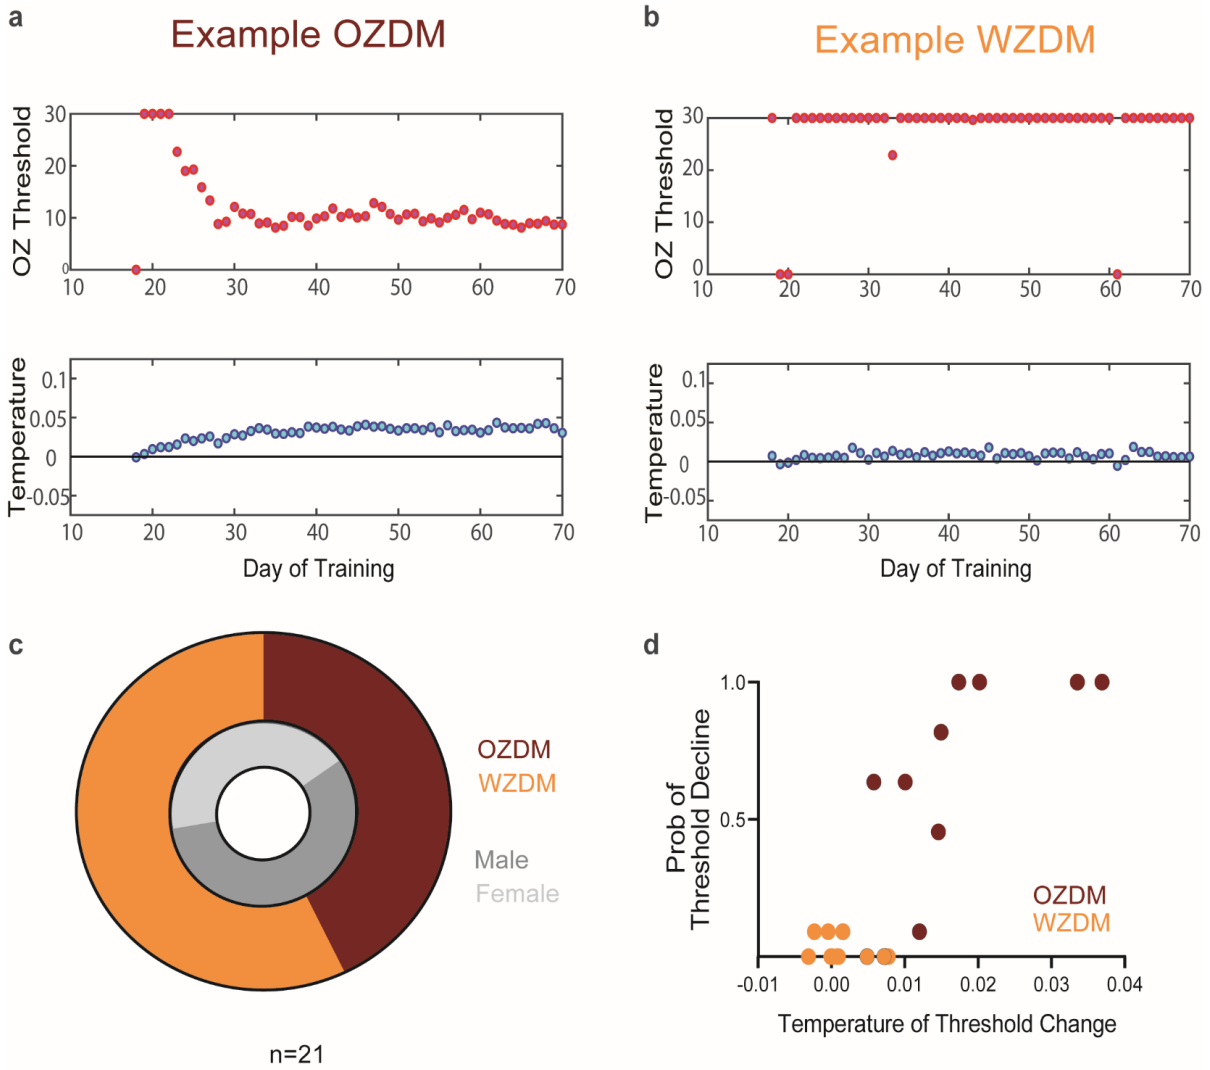 a
Example OZDM
OZ Threshold
30
20
10
0
10 20 30 40 50 60 70
Temperature
0.1
0.05
0
-0.05
10 20 30 40 50 60 70
Day of Training
b
Example WZDM
OZ Threshold
30
20
10
0
10 20 30 40 50 60 70
Temperature
0.1
0.05
0
-0.05
10 20 30 40 50 60 70
Day of Training
c
OZDM
WZDM
Male
Female
n=21
d
Prob of
Threshold Decline
1.0
0.5
OZDM
WZDM
-0.01 0.00 0.01 0.02 0.03 0.04
Temperature of Threshold Change